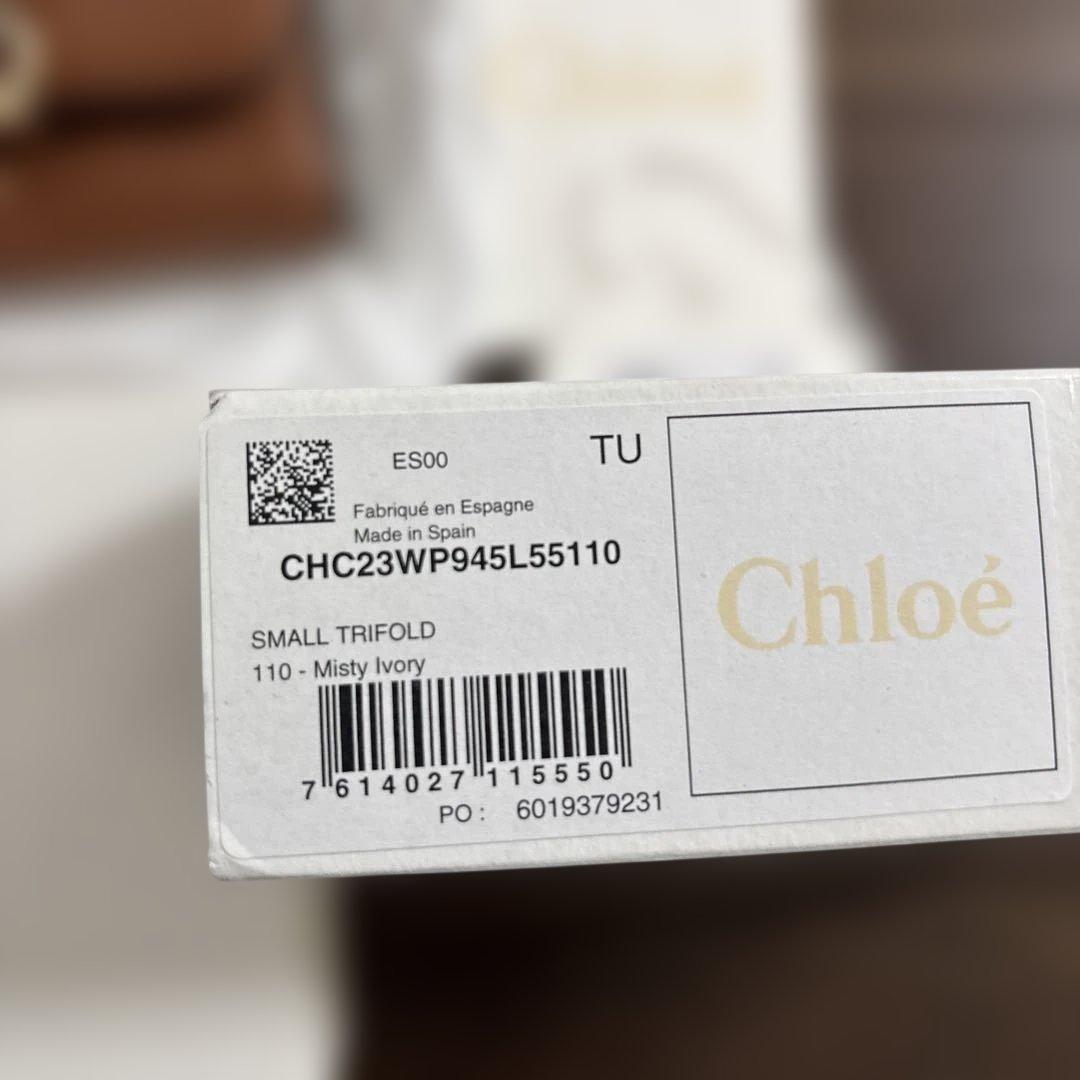 Chloé
ES00
TU
Fabriqué en Espagne
Made in Spain
CHC23WP945L55110
SMALL TRIFOLD
110 - Misty Ivory
7 614027 115550
PO : 6019379231
Chloé